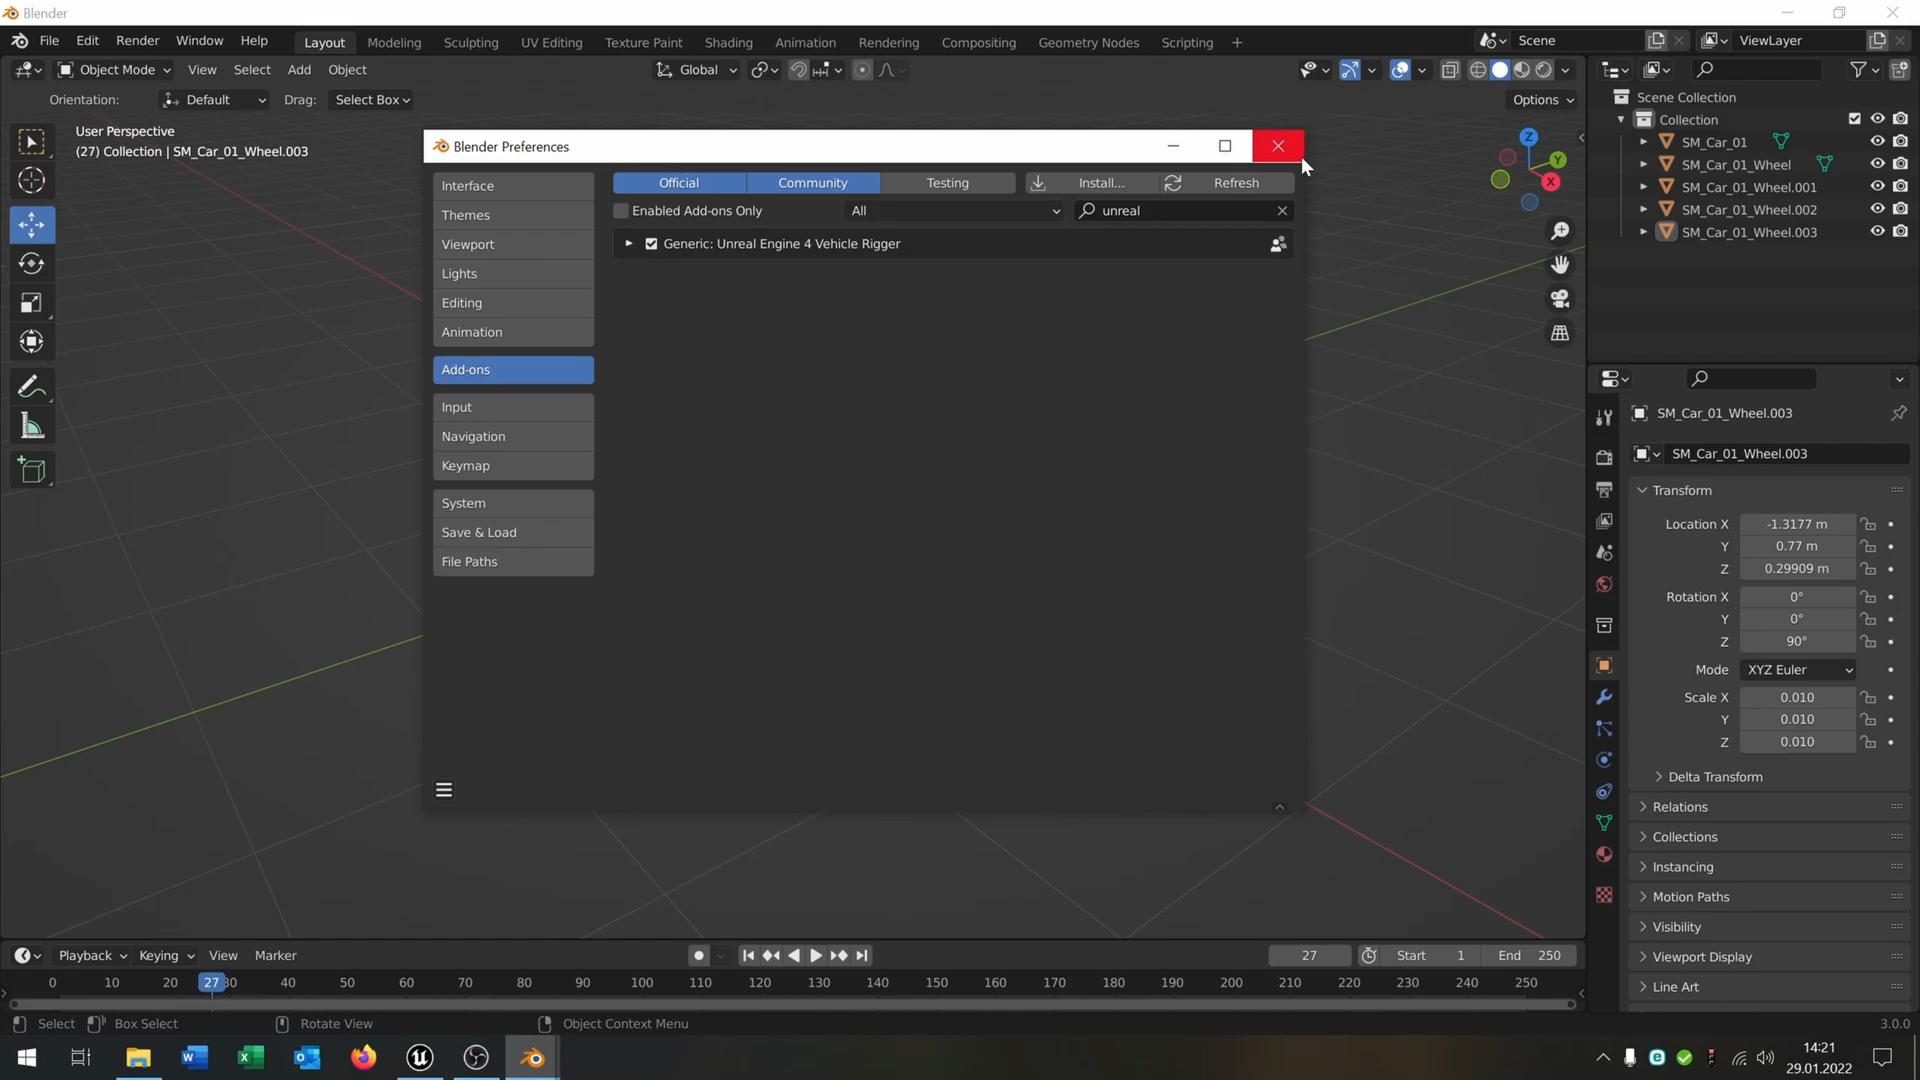 Blender
File Edit Render Window Help Layout Modeling Sculpting UV Editing Texture Paint Shading Animation Rendering Compositing Geometry Nodes Scripting + Scene ViewLayer
Object Mode View Select Add Object Global
Orientation: Default Drag: Select Box Options
User Perspective
(27) Collection | SM_Car_01_Wheel.003
Z
Y
X
Scene Collection
Collection
SM_Car_01
SM_Car_01_Wheel
SM_Car_01_Wheel.001
SM_Car_01_Wheel.002
SM_Car_01_Wheel.003
Blender Preferences
Interface
Themes
Viewport
Lights
Editing
Animation
Add-ons
Input
Navigation
Keymap
System
Save & Load
File Paths
Official Community Testing Install... Refresh
Enabled Add-ons Only All unreal
Generic: Unreal Engine 4 Vehicle Rigger
SM_Car_01_Wheel.003
SM_Car_01_Wheel.003
Transform
Location X -1.3177 m
Y 0.77 m
Z 0.29909 m
Rotation X 0°
Y 0°
Z 90°
Mode XYZ Euler
Scale X 0.010
Y 0.010
Z 0.010
Delta Transform
Relations
Collections
Instancing
Motion Paths
Visibility
Viewport Display
Line Art
Playback Keying View Marker 27 Start 1 End 250
0 10 20 27 30 40 50 60 70 80 90 100 110 120 130 140 150 160 170 180 190 200 210 220 230 240 250
Select Box Select Rotate View Object Context Menu 3.0.0
14:21
29.01.2022